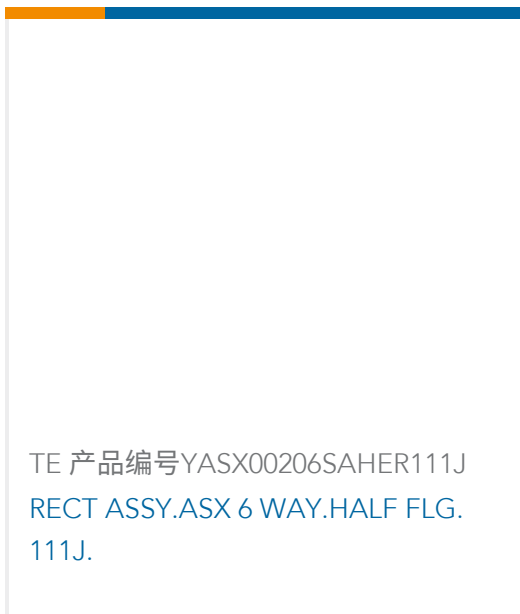 TE 产品编号YASX00206SAHER111J
RECT ASSY.ASX 6 WAY.HALF FLG.
111J.